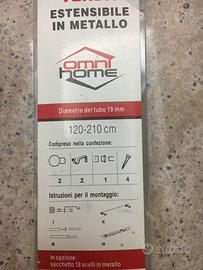 ESTENSIBILE
IN METALLO
omni
home
Diametro del tubo 19 mm
120-210 cm
Compreso nella confezione:
2 2 1 4
Istruzioni per il montaggio:
In opzione:
sacchetto 18 anelli in metallo
subito